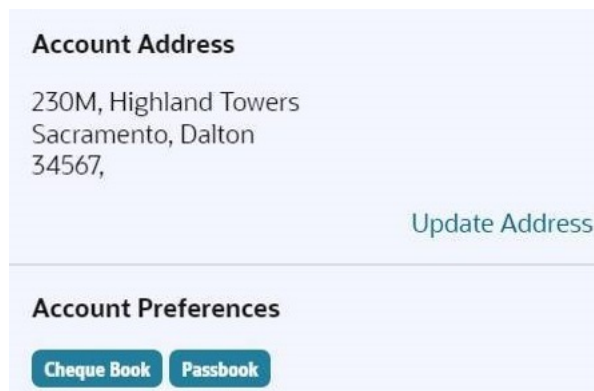 Account Address
230M, Highland Towers
Sacramento, Dalton
34567,
Update Address
Account Preferences
Cheque Book Passbook